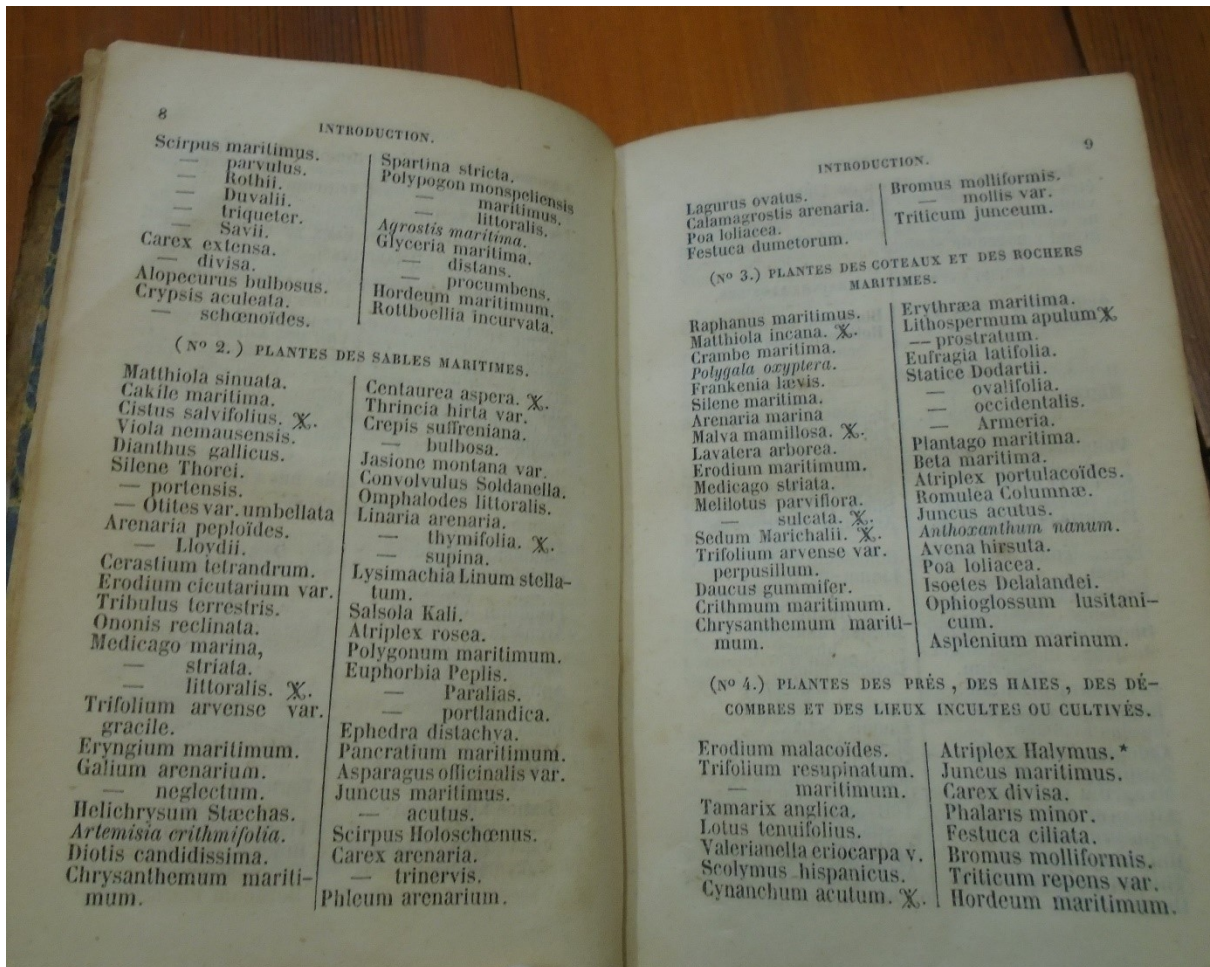 8
INTRODUCTION.
Scirpus maritimus.
— parvulus.
— Rothii.
— Duvalii.
— triqueter.
— Savii.
Carex extensa.
— divisa.
Alopecurus bulbosus.
Crypsis aculeata.
— schœnoïdes.
Spartina stricta.
Polypogon monspeliensis
— maritimus.
— littoralis.
Agrostis maritima.
Glyceria maritima.
— distans.
— procumbens.
Hordeum maritimum.
Rottboellia incurvata.
(No 2.) PLANTES DES SABLES MARITIMES.
Matthiola sinuata.
Cakile maritima.
Cistus salvifolius. X.
Viola nemausensis.
Dianthus gallicus.
Silene Thorei.
— portensis.
— Otites var. umbellata
Arenaria peploïdes.
— Lloydii.
Cerastium tetrandrum.
Erodium cicutarium var.
Tribulus terrestris.
Ononis reclinata.
Medicago marina,
— striata.
— littoralis. X.
Trifolium arvense var.
gracile.
Eryngium maritimum.
Galium arenarium.
— neglectum.
Helichrysum Stæchas.
Artemisia crithmifolia.
Diotis candidissima.
Chrysanthemum mariti-
mum.
Centaurea aspera. X.
Thrincia hirta var.
Crepis suffreniana.
— bulbosa.
Jasione montana var.
Convolvulus Soldanella.
Omphalodes littoralis.
Linaria arenaria.
— thymifolia. X.
— supina.
Lysimachia Linum stella-
tum.
Salsola Kali.
Atriplex rosea.
Polygonum maritimum.
Euphorbia Peplis.
— Paralias.
— portlandica.
Ephedra distachya.
Pancratium maritimum.
Asparagus officinalis var.
Juncus maritimus.
— acutus.
Scirpus Holoschœnus.
Carex arenaria.
— trinervis.
Phleum arenarium.
INTRODUCTION.
9
Lagurus ovatus.
Calamagrostis arenaria.
Poa loliacea.
Festuca dumetorum.
Bromus molliformis.
— mollis var.
Triticum junceum.
(No 3.) PLANTES DES COTEAUX ET DES ROCHERS
MARITIMES.
Raphanus maritimus.
Matthiola incana. X.
Crambe maritima.
Polygala oxyptera.
Frankenia lævis.
Silene maritima.
Arenaria marina
Malva mamillosa. X.
Lavatera arborea.
Erodium maritimum.
Medicago striata.
Melilotus parviflora.
— sulcata. X.
Sedum Marichalii. X.
Trifolium arvense var.
perpusillum.
Daucus gummifer.
Crithmum maritimum.
Chrysanthemum mariti-
mum.
Erythræa maritima.
Lithospermum apulum X
— prostratum.
Eufragia latifolia.
Statice Dodartii.
— ovalifolia.
— occidentalis.
— Armeria.
Plantago maritima.
Beta maritima.
Atriplex portulacoïdes.
Romulea Columnæ.
Juncus acutus.
Anthoxanthum nanum.
Avena hirsuta.
Poa loliacea.
Isoetes Delalandei.
Ophioglossum lusitani-
cum.
Asplenium marinum.
(No 4.) PLANTES DES PRÉS, DES HAIES, DES DÉ-
COMBRES ET DES LIEUX INCULTES OU CULTIVÉS.
Erodium malacoïdes.
Trifolium resupinatum.
— maritimum.
Tamarix anglica.
Lotus tenuifolius.
Valerianella eriocarpa v.
Scolymus hispanicus.
Cynanchum acutum. X.
Atriplex Halymus.*
Juncus maritimus.
Carex divisa.
Phalaris minor.
Festuca ciliata.
Bromus molliformis.
Triticum repens var.
Hordeum maritimum.